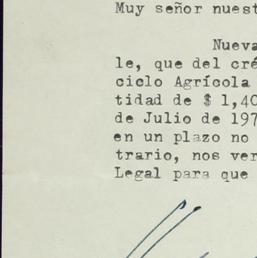 Muy señor nuest
Nueva
le, que del cré
ciclo Agrícola
tidad de $ 1,40
de Julio de 197
en un plazo no
trario, nos ver
Legal para que